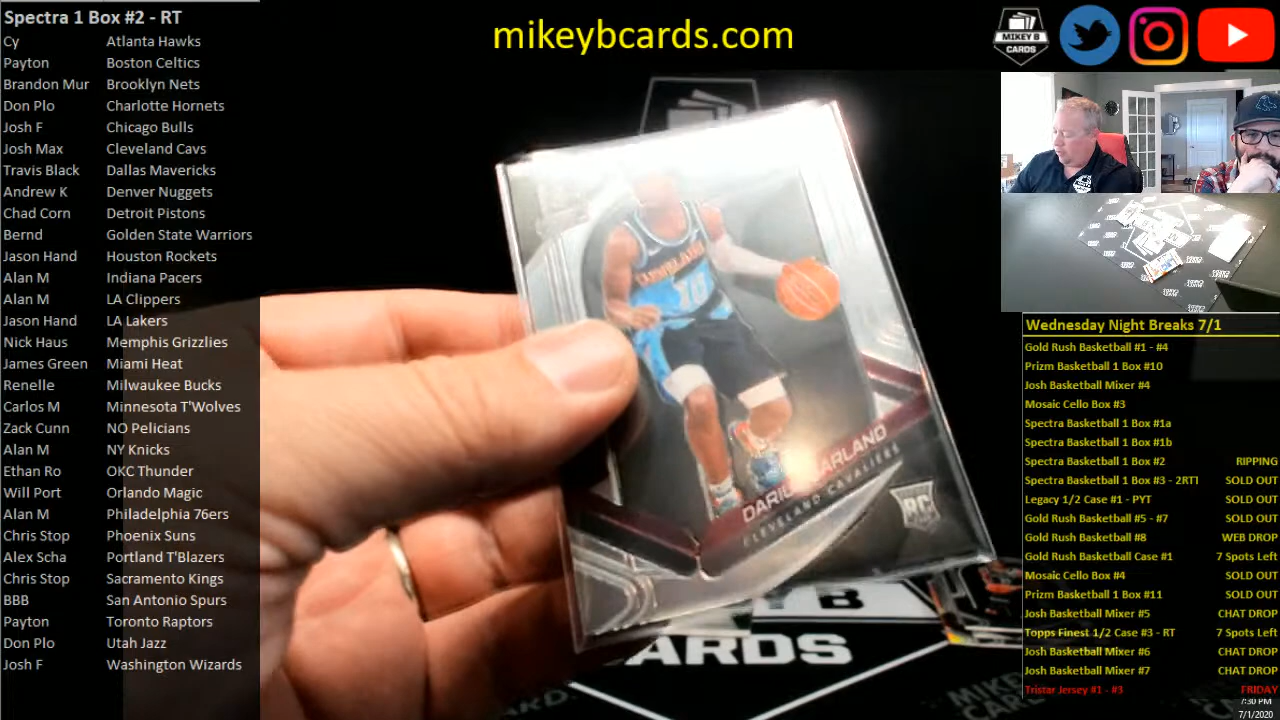 Spectra 1 Box #2 - RT
Cy Atlanta Hawks
Payton Boston Celtics
Brandon Mur Brooklyn Nets
Don Plo Charlotte Hornets
Josh F Chicago Bulls
Josh Max Cleveland Cavs
Travis Black Dallas Mavericks
Andrew K Denver Nuggets
Chad Corn Detroit Pistons
Bernd Golden State Warriors
Jason Hand Houston Rockets
Alan M Indiana Pacers
Alan M LA Clippers
Jason Hand LA Lakers
Nick Haus Memphis Grizzlies
James Green Miami Heat
Renelle Milwaukee Bucks
Carlos M Minnesota T'Wolves
Zack Cunn NO Pelicians
Alan M NY Knicks
Ethan Ro OKC Thunder
Will Port Orlando Magic
Alan M Philadelphia 76ers
Chris Stop Phoenix Suns
Alex Scha Portland T'Blazers
Chris Stop Sacramento Kings
BBB San Antonio Spurs
Payton Toronto Raptors
Don Plo Utah Jazz
Josh F Washington Wizards
mikeybcards.com
MIKEY B
CARDS
CLEVELAND
10
GARLAND
CLEVELAND CAVALIERS
RC
CARDS
Wednesday Night Breaks 7/1
Gold Rush Basketball #1 - #4
Prizm Basketball 1 Box #10
Josh Basketball Mixer #4
Mosaic Cello Box #3
Spectra Basketball 1 Box #1a
Spectra Basketball 1 Box #1b
Spectra Basketball 1 Box #2 RIPPING
Spectra Basketball 1 Box #3 - 2RT1 SOLD OUT
Legacy 1/2 Case #1 - PYT SOLD OUT
Gold Rush Basketball #5 - #7 SOLD OUT
Gold Rush Basketball #8 WEB DROP
Gold Rush Basketball Case #1 7 Spots Left
Mosaic Cello Box #4 SOLD OUT
Prizm Basketball 1 Box #11 SOLD OUT
Josh Basketball Mixer #5 CHAT DROP
Topps Finest 1/2 Case #3 - RT 7 Spots Left
Josh Basketball Mixer #6 CHAT DROP
Josh Basketball Mixer #7 CHAT DROP
Tristar Jersey #1 - #3 FRIDAY
7:30 PM
7/1/2020